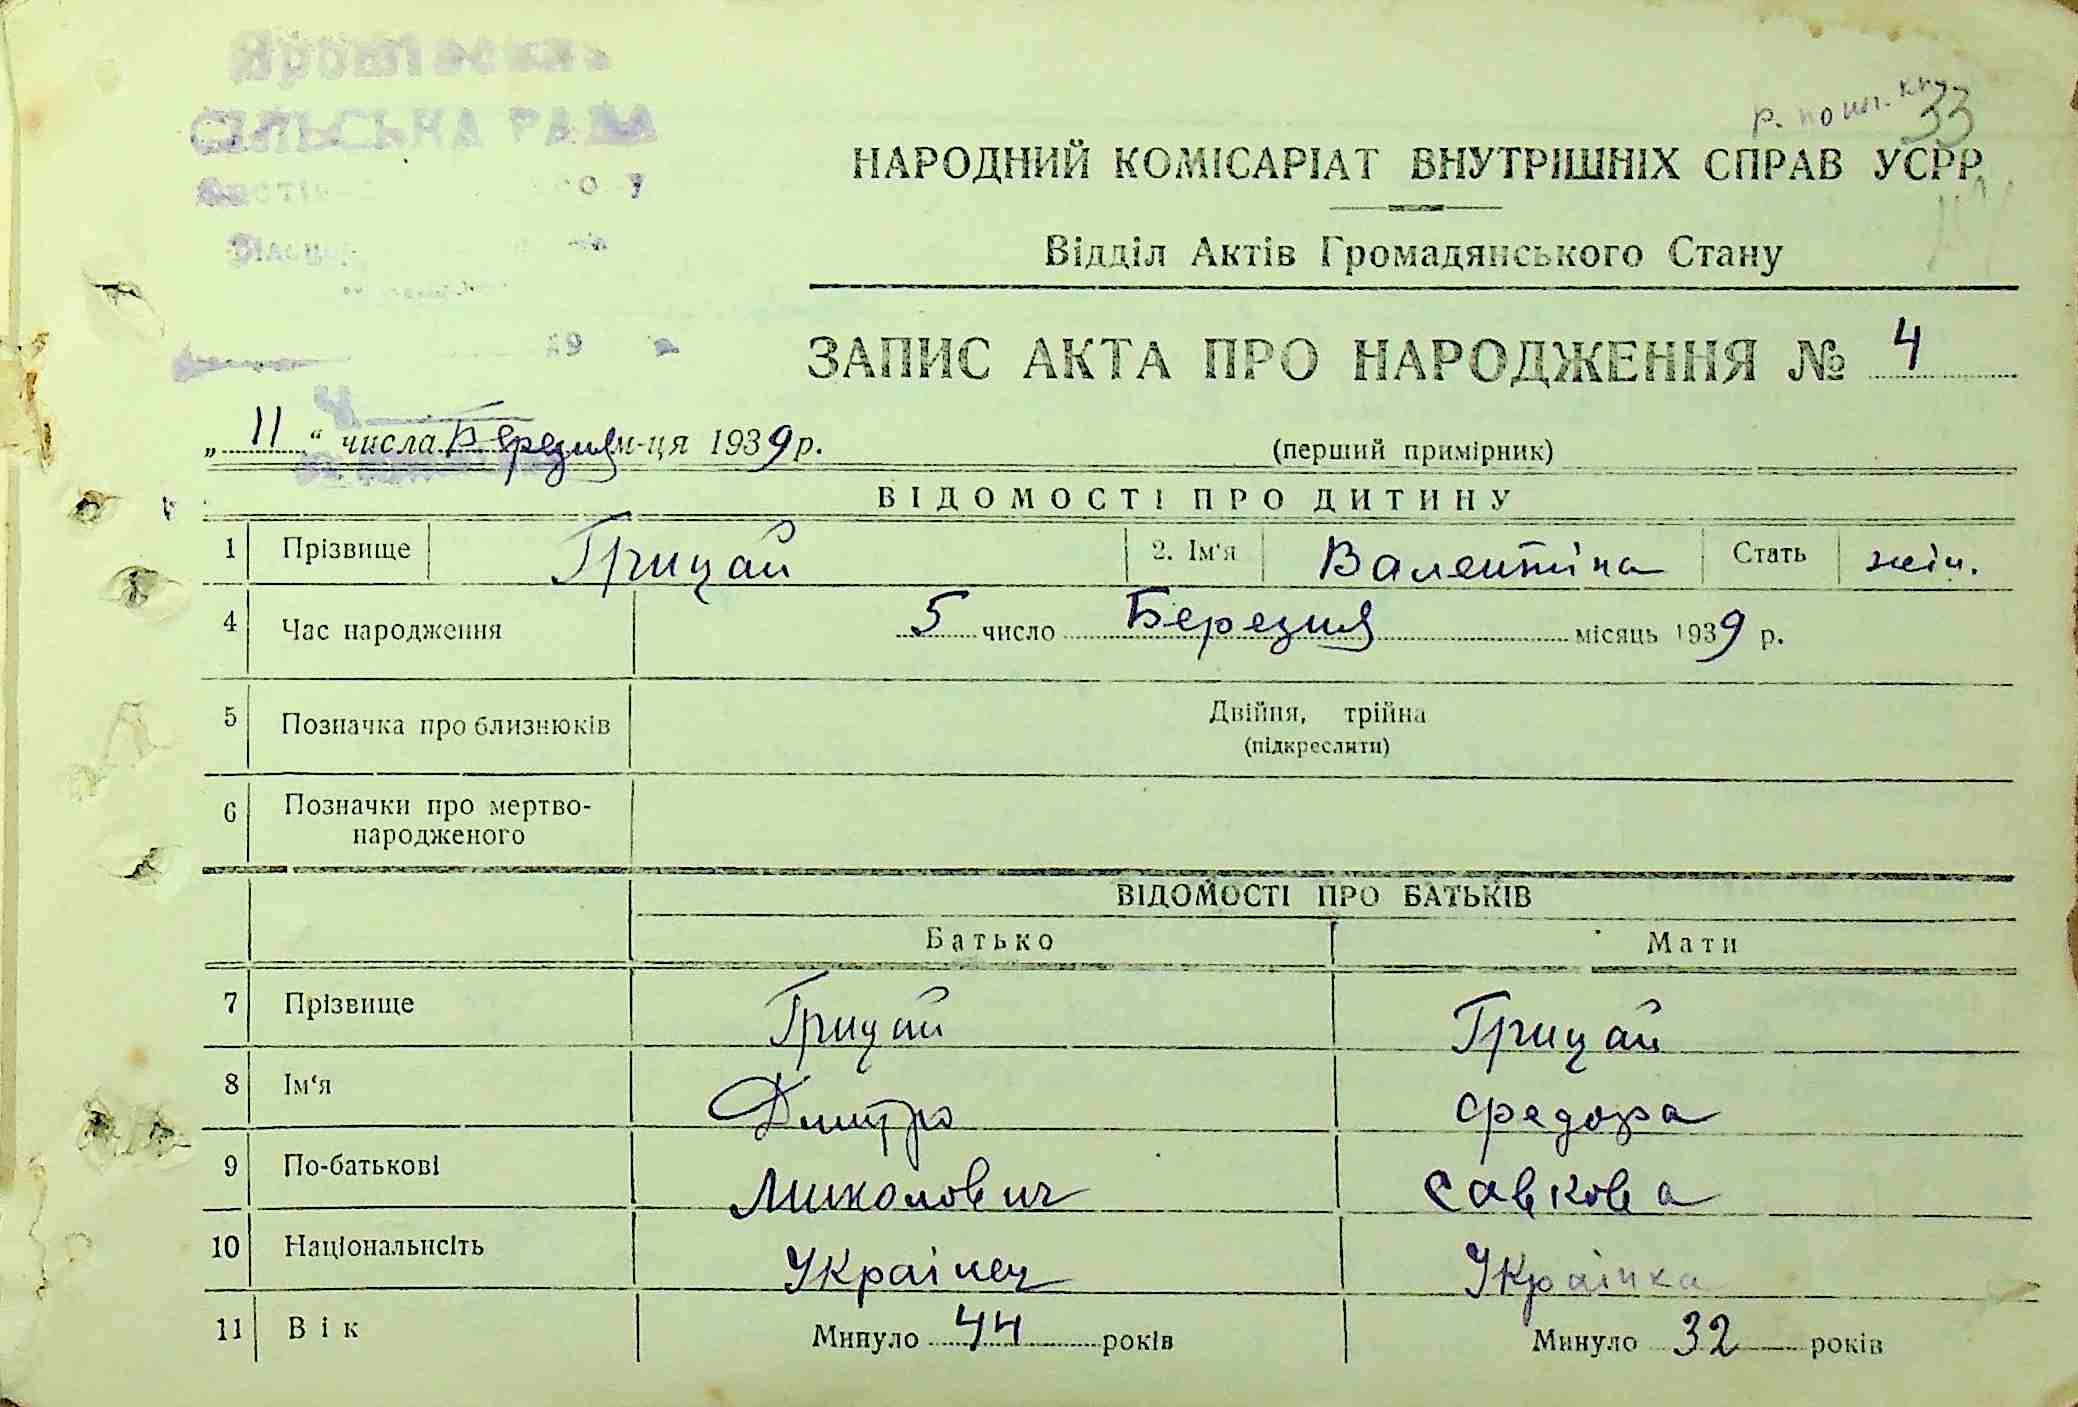 СІЛЬСЬКА РАДА
33
НАРОДНИЙ КОМІСАРІАТ ВНУТРІШНІХ СПРАВ УСРР
Відділ Актів Громадянського Стану
ЗАПИС АКТА ПРО НАРОДЖЕННЯ № 4
„ 11 “ числа Березня м-ця 1939 р.
(перший примірник)
ВІДОМОСТІ ПРО ДИТИНУ
1 Прізвище Грицай 2. Ім‘я Валентіна Стать жін.
4 Час народження 5 число Березня місяць 1939 р.
5 Позначка про близнюків Двійня, трійна
(підкреслити)
6 Позначки про мертво-
народженого
ВІДОМОСТІ ПРО БАТЬКІВ
Батько Мати
7 Прізвище Грицай Грицай
8 Ім‘я Дмитро Федора
9 По-батькові Миколович Савкова
10 Національнсіть Українец Українка
11 Вік Минуло 44 років Минуло 32 років